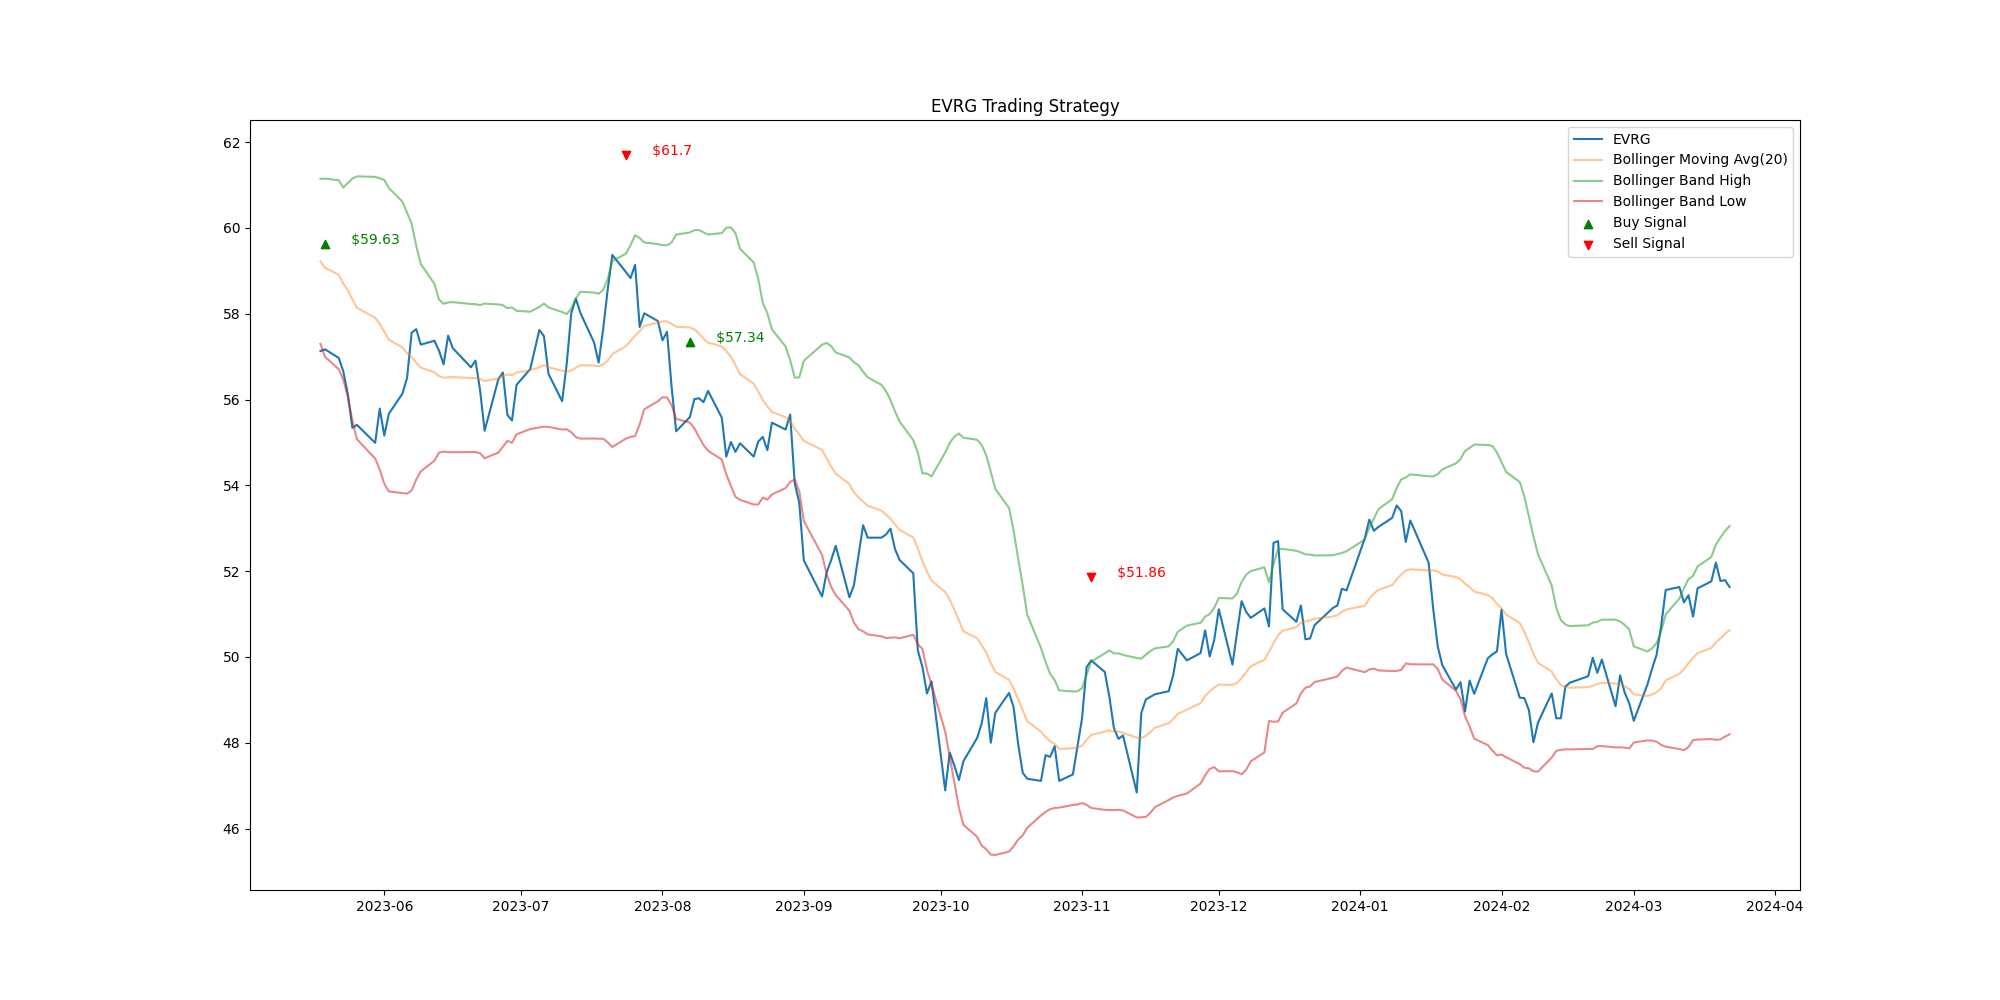 EVRG Trading Strategy
62
60
58
56
54
52
50
48
46
$61.7
$59.63
$57.34
$51.86
EVRG
Bollinger Moving Avg(20)
Bollinger Band High
Bollinger Band Low
Buy Signal
Sell Signal
2023-06 2023-07 2023-08 2023-09 2023-10 2023-11 2023-12 2024-01 2024-02 2024-03 2024-04